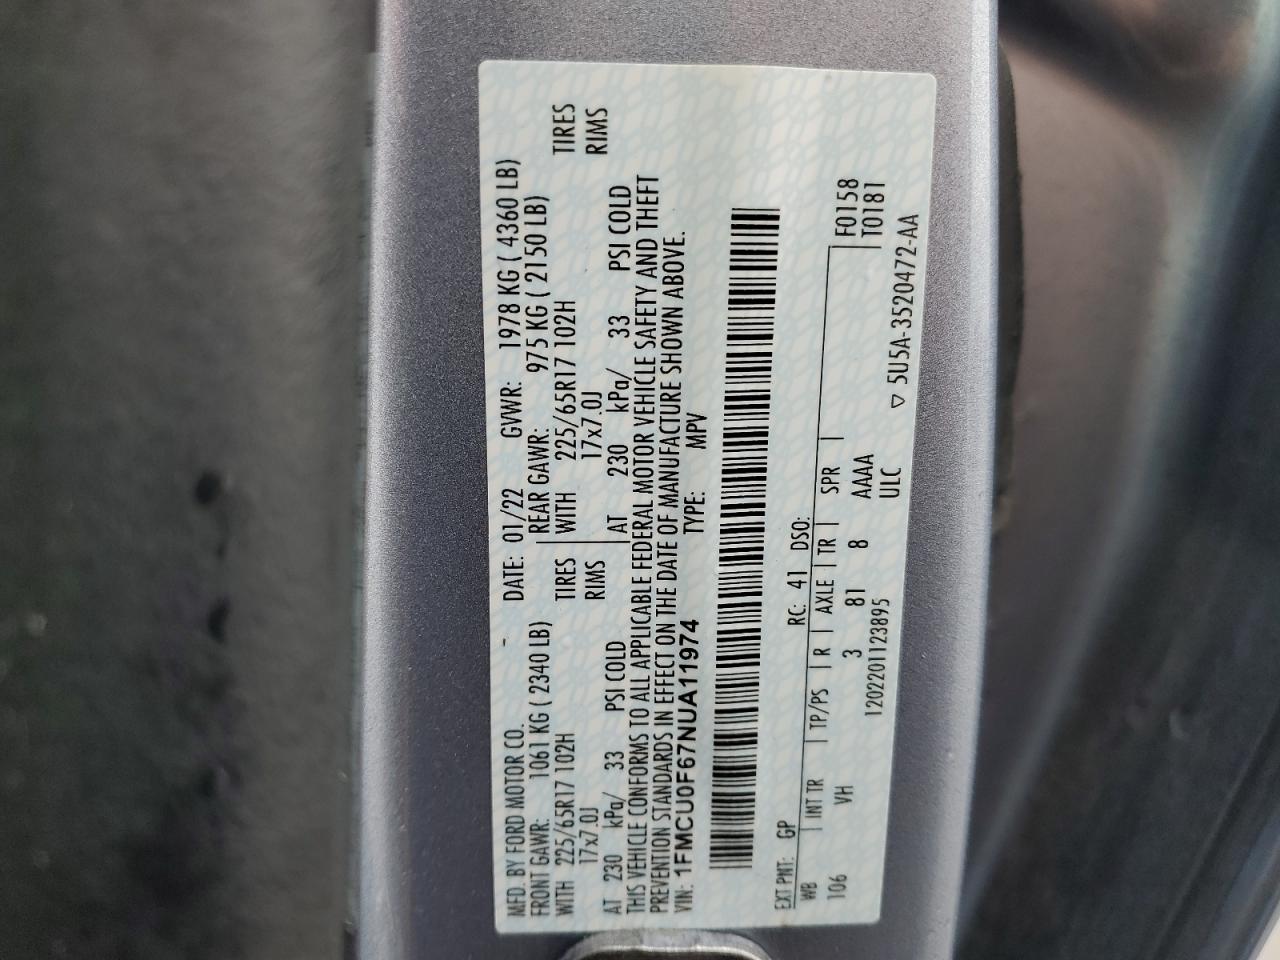 MFD. BY FORD MOTOR CO. - DATE: 01/22 GVWR: 1978 KG ( 4360 LB)
FRONT GAWR: 1061 KG ( 2340 LB) REAR GAWR: 975 KG ( 2150 LB)
WITH 225/65R17 102H TIRES WITH 225/65R17 102H TIRES
17x7.0J RIMS 17x7.0J RIMS
AT 230 kPa/ 33 PSI COLD AT 230 kPa/ 33 PSI COLD
THIS VEHICLE CONFORMS TO ALL APPLICABLE FEDERAL MOTOR VEHICLE SAFETY AND THEFT
PREVENTION STANDARDS IN EFFECT ON THE DATE OF MANUFACTURE SHOWN ABOVE.
VIN: 1FMCU0F67NUA11974 TYPE: MPV
EXT PNT: GP RC: 41 DSO:
WB INT TR TP/PS R AXLE TR SPR F0158
106 VH 3 81 8 AAAA T0181
1202201123895 ULC ▽ 5U5A-3520472-AA